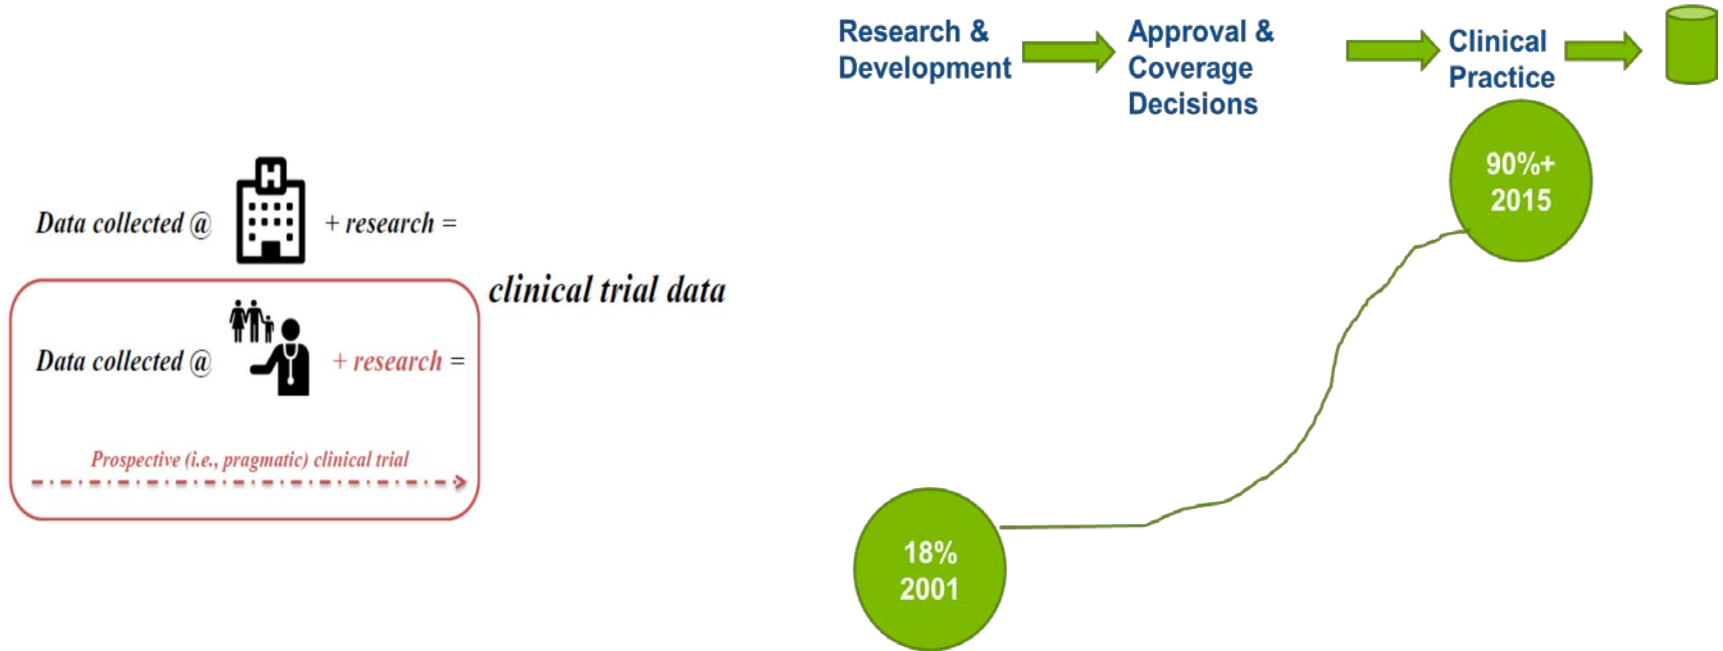 Data collected @ + research =
clinical trial data
Data collected @ + research =
Prospective (i.e., pragmatic) clinical trial
Research &
Development
Approval &
Coverage
Decisions
Clinical
Practice
90%+
2015
18%
2001
H